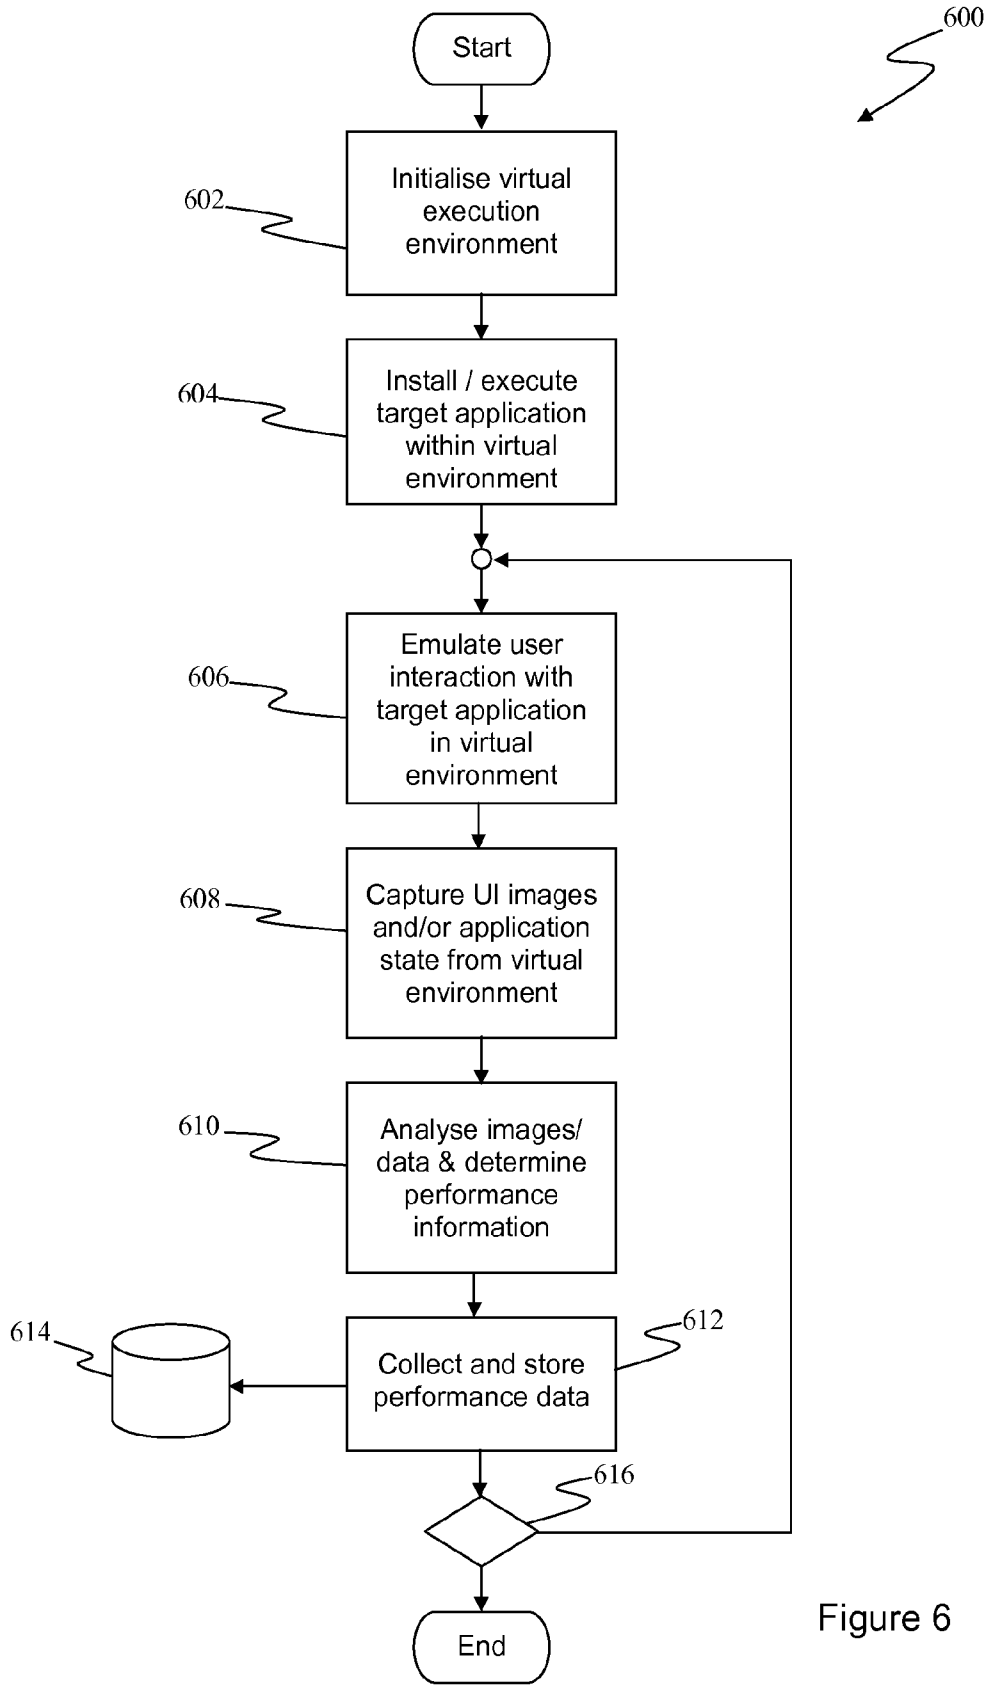 Start
600
602
Initialise virtual
execution
environment
604
Install / execute
target application
within virtual
environment
606
Emulate user
interaction with
target application
in virtual
environment
608
Capture UI images
and/or application
state from virtual
environment
610
Analyse images/
data & determine
performance
information
614
612
Collect and store
performance data
616
End
Figure 6